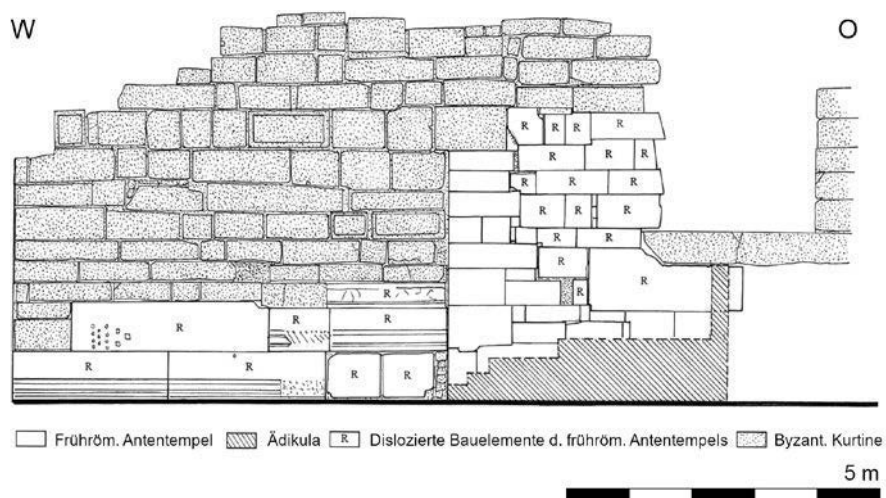 W O
R R R R
R R R
R R R
R R R
R R
R
R R
R
R R R
R R R R
Frühröm. Antentempel Ädikula R Dislozierte Bauelemente d. frühröm. Antentempels Byzant. Kurtine
5 m